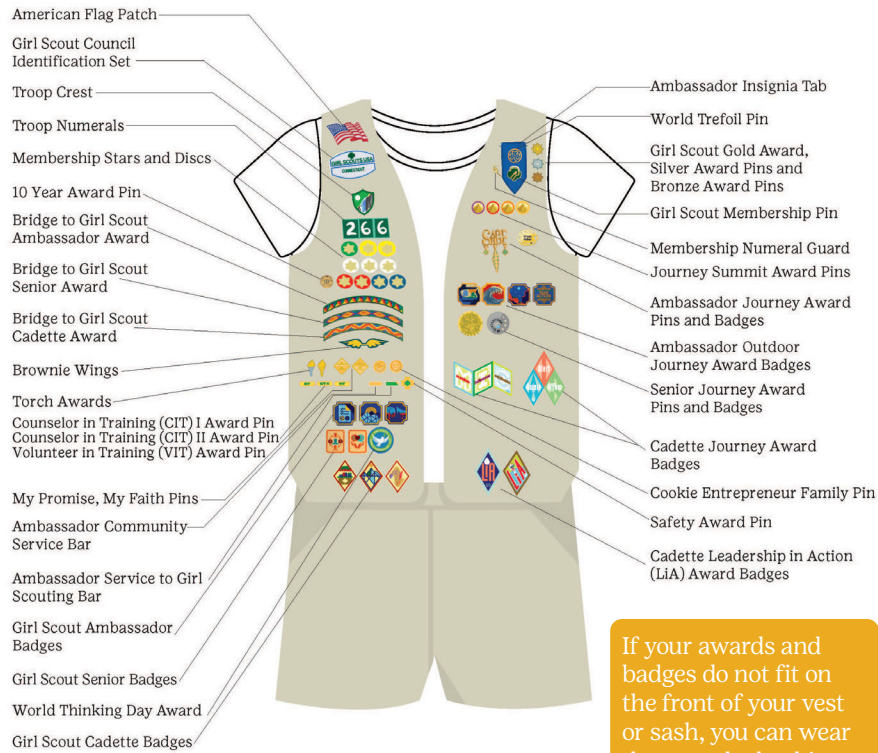 American Flag Patch
Girl Scout Council
Identification Set
Troop Crest
Troop Numerals
Membership Stars and Discs
10 Year Award Pin
Bridge to Girl Scout
Ambassador Award
Bridge to Girl Scout
Senior Award
Bridge to Girl Scout
Cadette Award
Brownie Wings
Torch Awards
Counselor in Training (CIT) I Award Pin
Counselor in Training (CIT) II Award Pin
Volunteer in Training (VIT) Award Pin
My Promise, My Faith Pins
Ambassador Community
Service Bar
Ambassador Service to Girl
Scouting Bar
Girl Scout Ambassador
Badges
Girl Scout Senior Badges
World Thinking Day Award
Girl Scout Cadette Badges
GIRL SCOUTS USA
CONNECTICUT
266
SAGE
LiA
Ambassador Insignia Tab
World Trefoil Pin
Girl Scout Gold Award,
Silver Award Pins and
Bronze Award Pins
Girl Scout Membership Pin
Membership Numeral Guard
Journey Summit Award Pins
Ambassador Journey Award
Pins and Badges
Ambassador Outdoor
Journey Award Badges
Senior Journey Award
Pins and Badges
Cadette Journey Award
Badges
Cookie Entrepreneur Family Pin
Safety Award Pin
Cadette Leadership in Action
(LiA) Award Badges
If your awards and
badges do not fit on
the front of your vest
or sash, you can wear